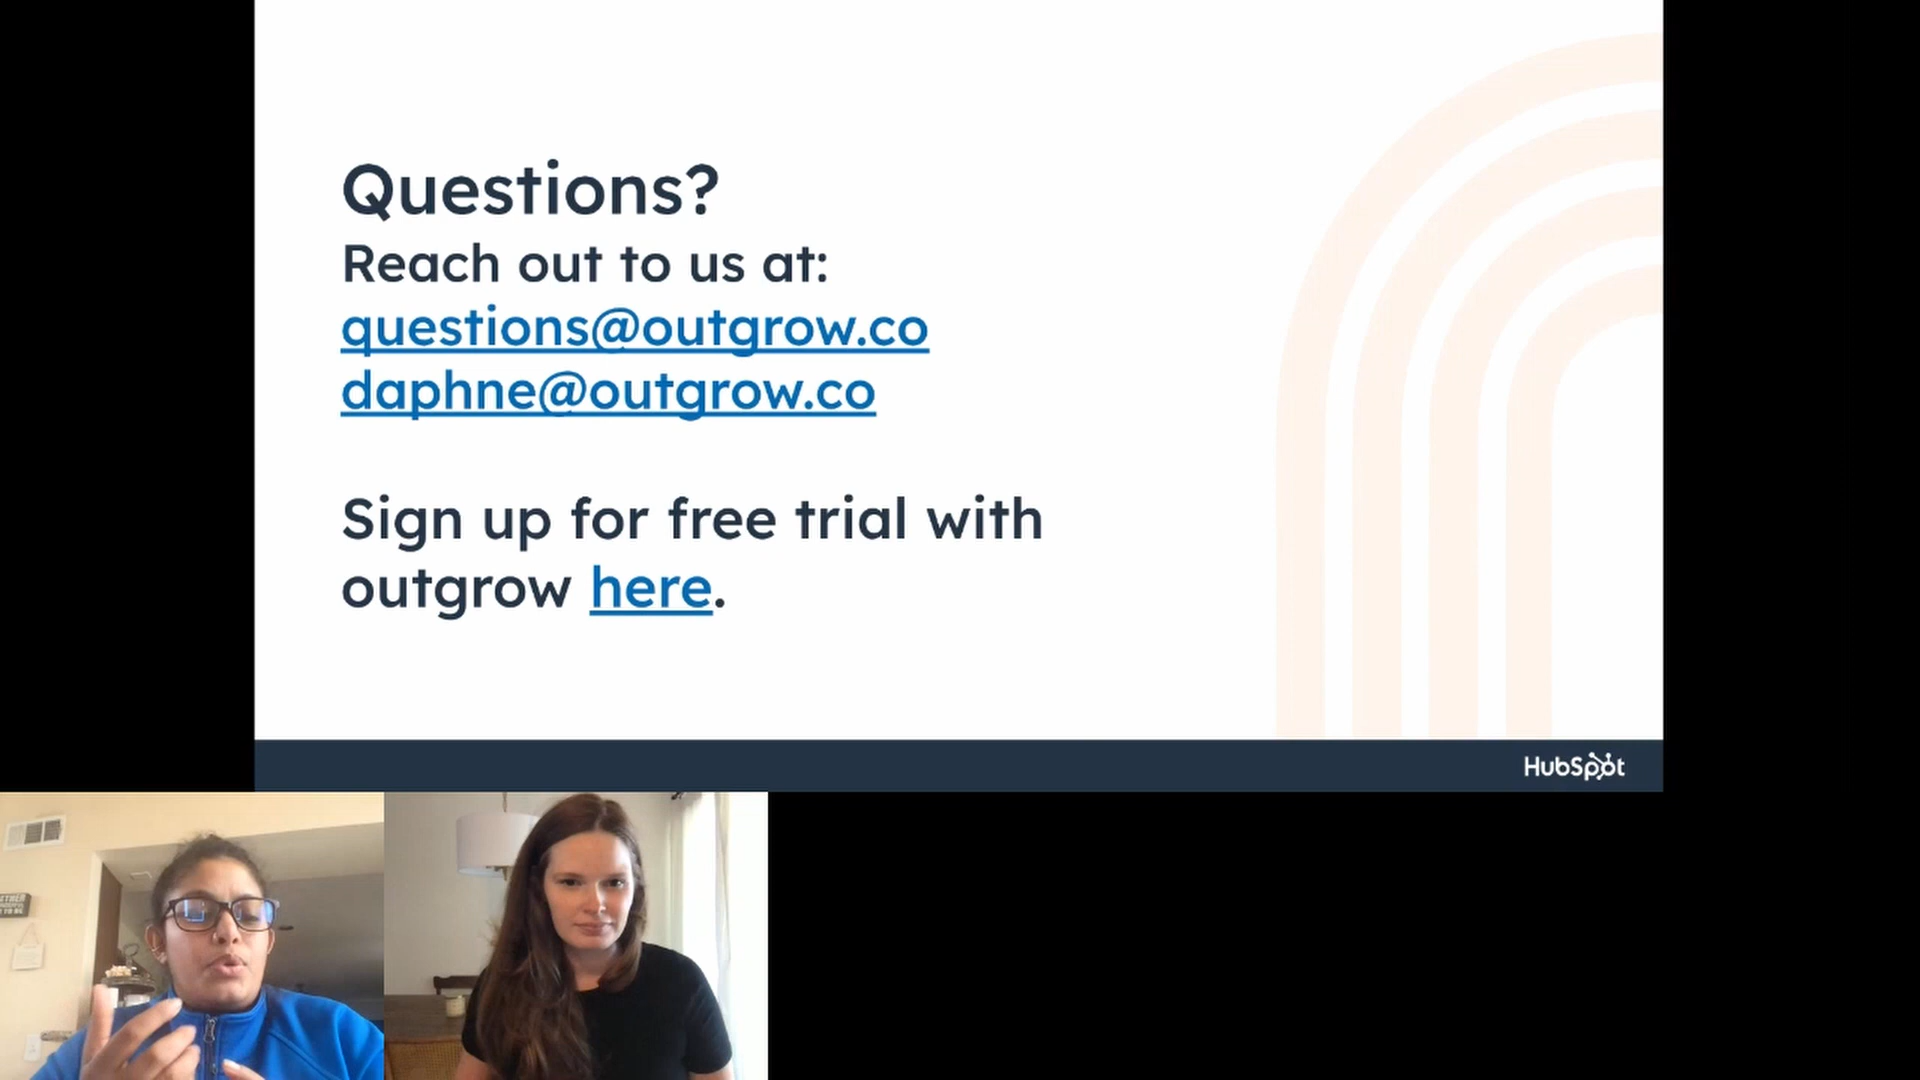 Questions?
Reach out to us at:
questions@outgrow.co
daphne@outgrow.co
Sign up for free trial with
outgrow here.
HubSpot